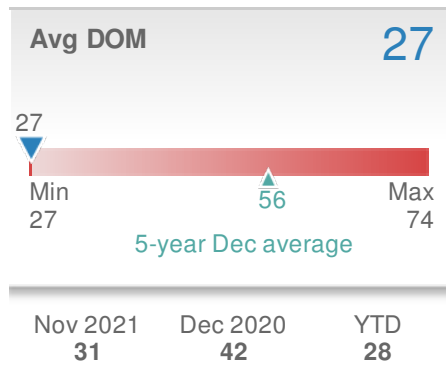 Avg DOM 27
27
Min 56 Max
27 74
5-year Dec average
Nov 2021 Dec 2020 YTD
31 42 28